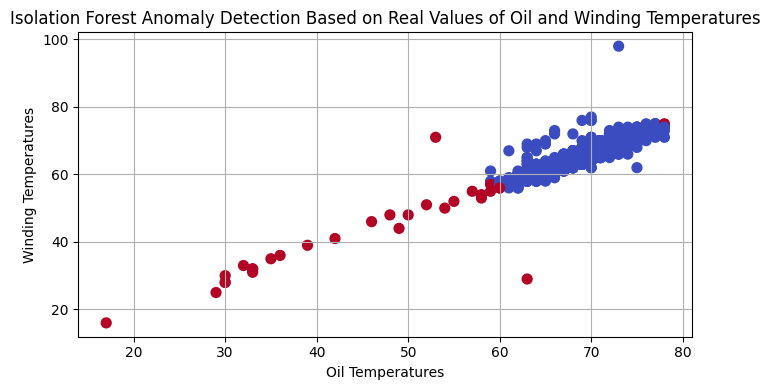 Isolation Forest Anomaly Detection Based on Real Values of Oil and Winding Temperatures
100
80
60
40
20
Winding Temperatures
20 30 40 50 60 70 80
Oil Temperatures